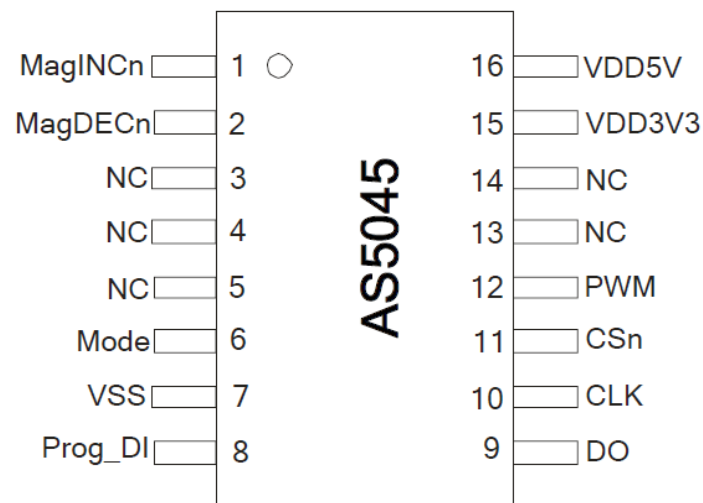 MagINCn 1 16 VDD5V
MagDECn 2 15 VDD3V3
NC 3 14 NC
NC 4 13 NC
NC 5 12 PWM
Mode 6 11 CSn
VSS 7 10 CLK
Prog_DI 8 9 DO
AS5045